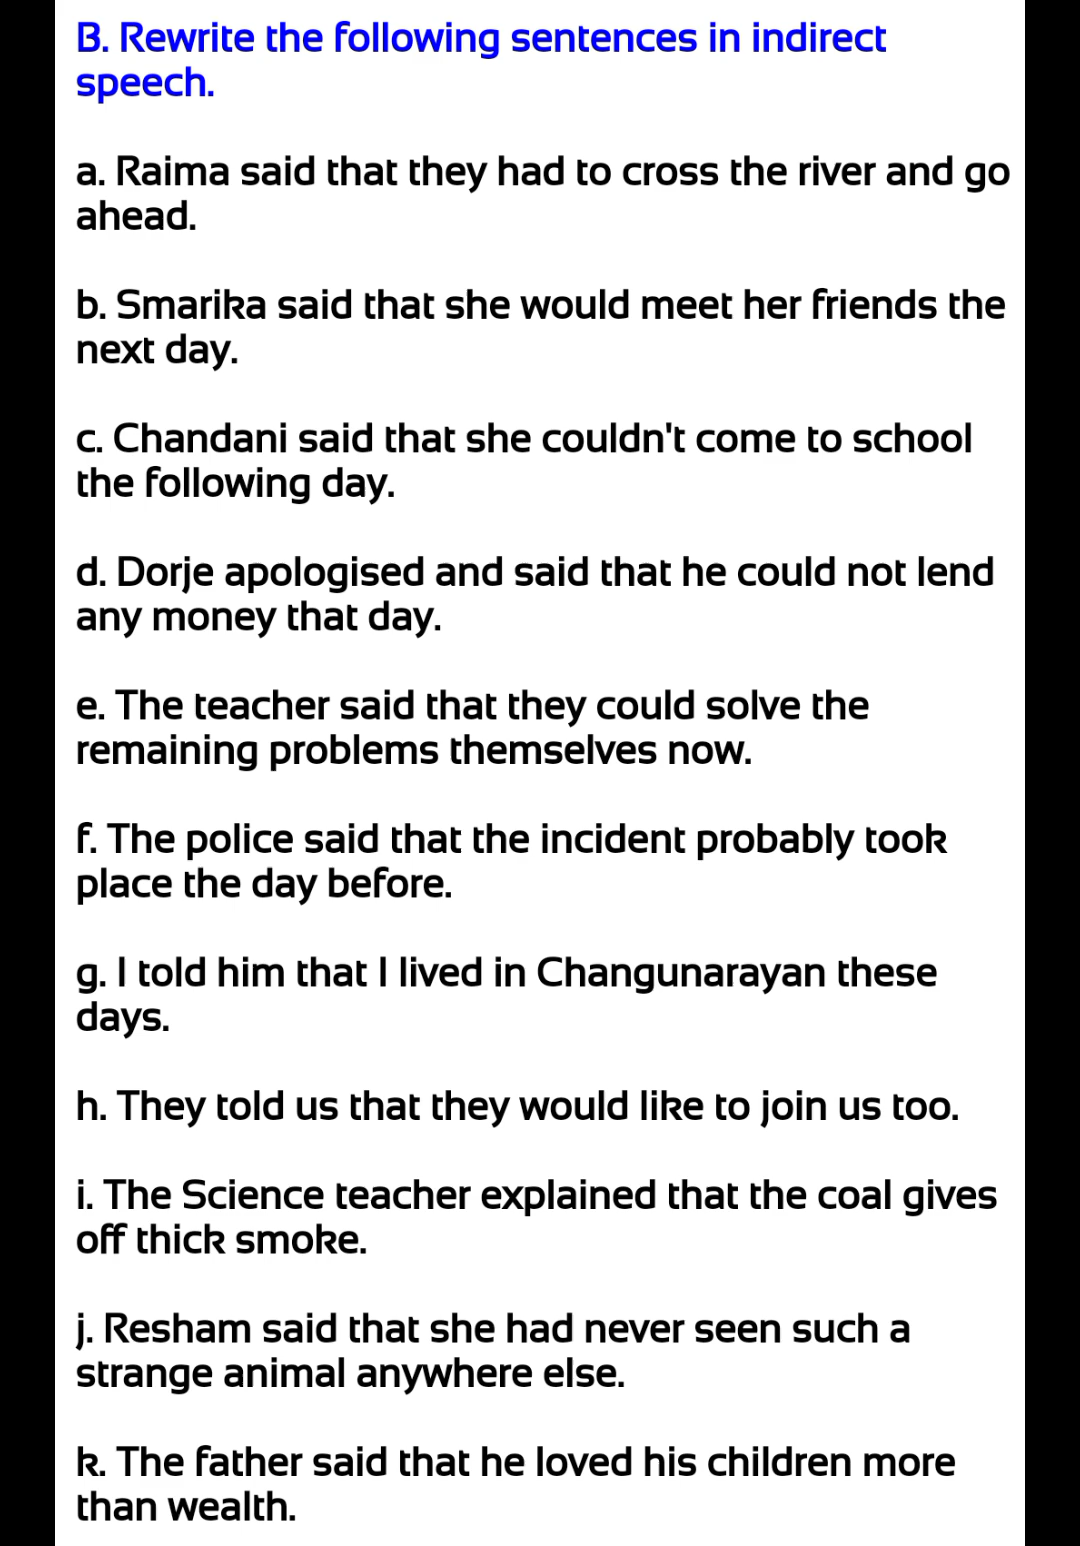 B. Rewrite the following sentences in indirect
speech.
a. Raima said that they had to cross the river and go
ahead.
b. Smarika said that she would meet her friends the
next day.
c. Chandani said that she couldn't come to school
the following day.
d. Dorje apologised and said that he could not lend
any money that day.
e. The teacher said that they could solve the
remaining problems themselves now.
f. The police said that the incident probably took
place the day before.
g. I told him that I lived in Changunarayan these
days.
h. They told us that they would like to join us too.
i. The Science teacher explained that the coal gives
off thick smoke.
j. Resham said that she had never seen such a
strange animal anywhere else.
k. The father said that he loved his children more
than wealth.